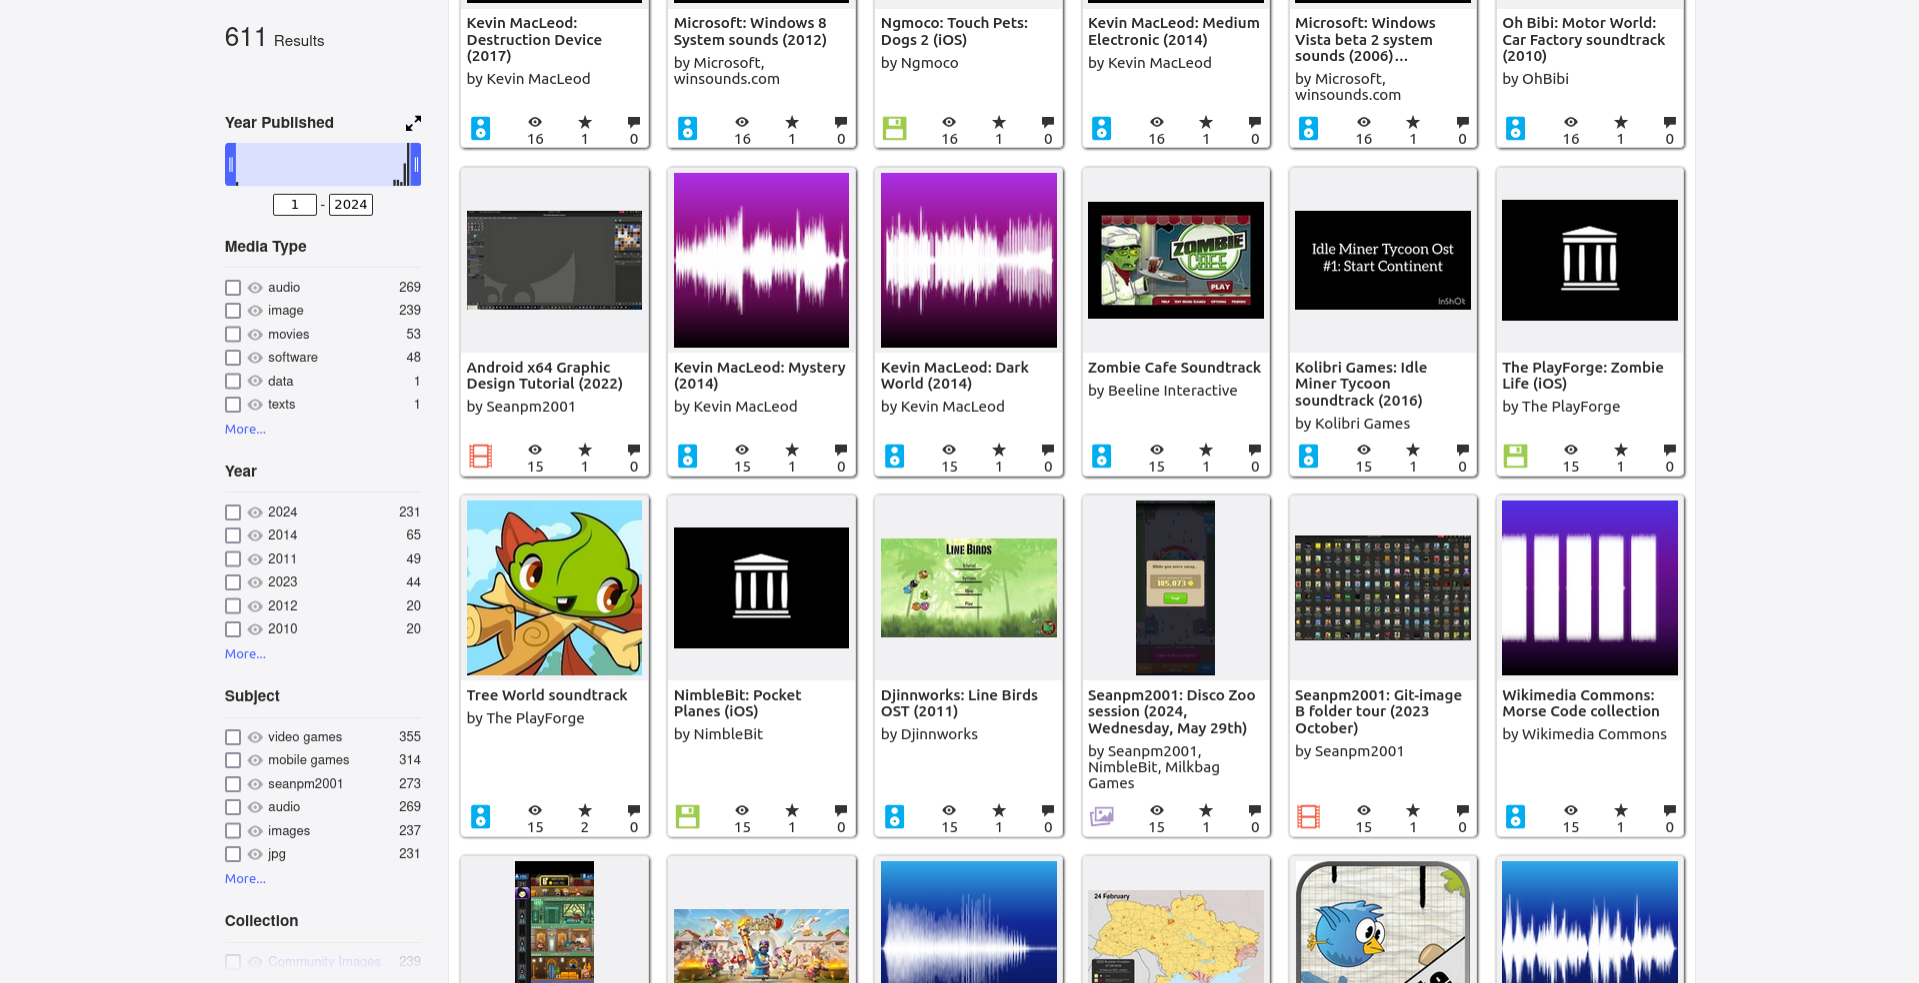 611 Results
Year Published
1 - 2024
Media Type
audio 269
image 239
movies 53
software 48
data 1
texts 1
More...
Year
2024 231
2014 65
2011 49
2023 44
2012 20
2010 20
More...
Subject
video games 355
mobile games 314
seanpm2001 273
audio 269
images 237
jpg 231
More...
Collection
Community Images 239
Kevin MacLeod:
Destruction Device
(2017)
by Kevin MacLeod
16 1 0
Microsoft: Windows 8
System sounds (2012)
by Microsoft,
winsounds.com
16 1 0
Ngmoco: Touch Pets:
Dogs 2 (iOS)
by Ngmoco
16 1 0
Kevin MacLeod: Medium
Electronic (2014)
by Kevin MacLeod
16 1 0
Microsoft: Windows
Vista beta 2 system
sounds (2006)...
by Microsoft,
winsounds.com
16 1 0
Oh Bibi: Motor World:
Car Factory soundtrack
(2010)
by OhBibi
16 1 0
Android x64 Graphic
Design Tutorial (2022)
by Seanpm2001
15 1 0
Kevin MacLeod: Mystery
(2014)
by Kevin MacLeod
15 1 0
Kevin MacLeod: Dark
World (2014)
by Kevin MacLeod
15 1 0
ZOMBIE
CAFE
PLAY
Zombie Cafe Soundtrack
by Beeline Interactive
15 1 0
Idle Miner Tycoon Ost
#1: Start Continent
InShOt
Kolibri Games: Idle
Miner Tycoon
soundtrack (2016)
by Kolibri Games
15 1 0
The PlayForge: Zombie
Life (iOS)
by The PlayForge
15 1 0
Tree World soundtrack
by The PlayForge
15 2 0
NimbleBit: Pocket
Planes (iOS)
by NimbleBit
15 1 0
LINE BIRDS
Tutorial
Options
Play
Djinnworks: Line Birds
OST (2011)
by Djinnworks
15 1 0
While you were away...
185,073
Seanpm2001: Disco Zoo
session (2024,
Wednesday, May 29th)
by Seanpm2001,
NimbleBit, Milkbag
Games
15 1 0
Seanpm2001: Git-image
B folder tour (2023
October)
by Seanpm2001
15 1 0
Wikimedia Commons:
Morse Code collection
by Wikimedia Commons
15 1 0
24 February